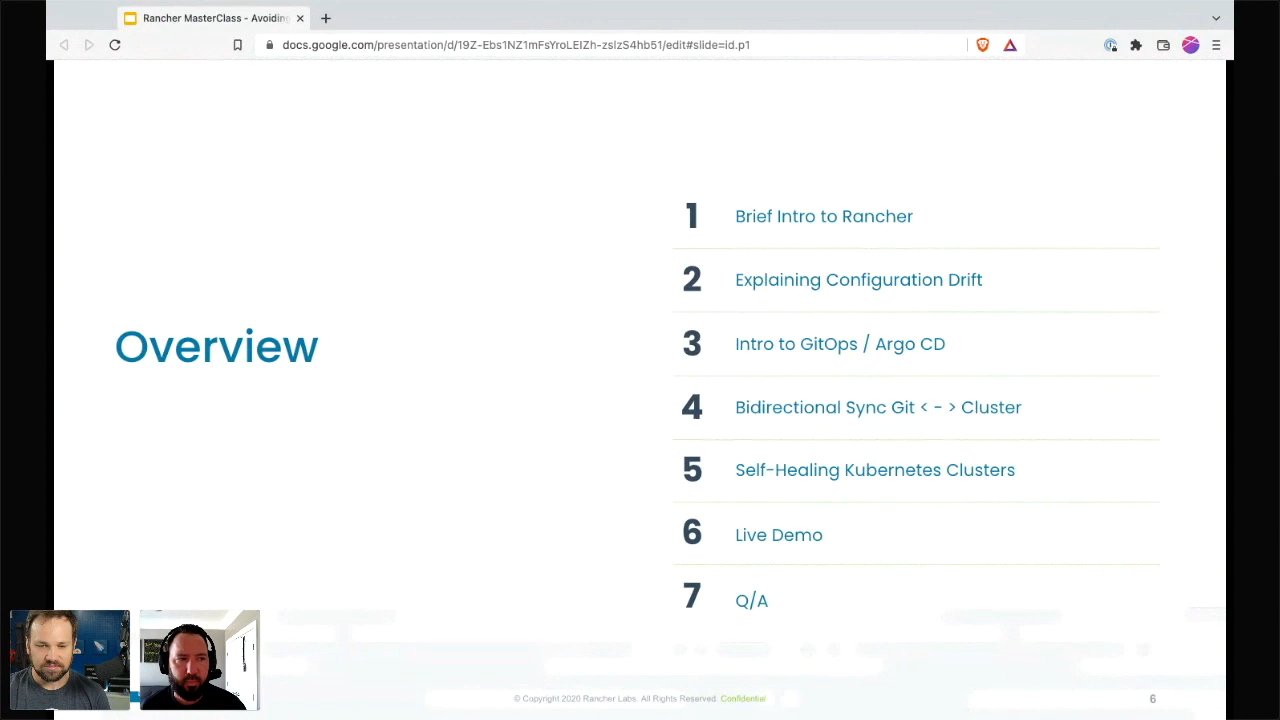 Rancher MasterClass - Avoiding
docs.google.com/presentation/d/19Z-Ebs1NZ1mFsYroLEIZh-zslzS4hb51/edit#slide=id.p1
Overview
1 Brief Intro to Rancher
2 Explaining Configuration Drift
3 Intro to GitOps / Argo CD
4 Bidirectional Sync Git < - > Cluster
5 Self-Healing Kubernetes Clusters
6 Live Demo
7 Q/A
© Copyright 2020 Rancher Labs. All Rights Reserved. Confidential
6